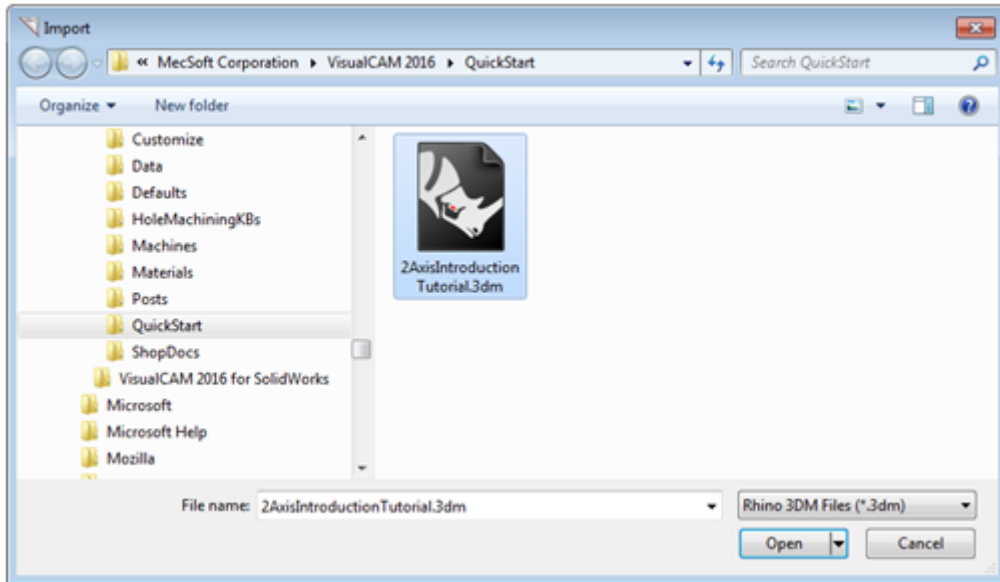 Import
« MecSoft Corporation ▸ VisualCAM 2016 ▸ QuickStart
Search QuickStart
Organize
New folder
Customize
Data
Defaults
HoleMachiningKBs
Machines
Materials
Posts
QuickStart
ShopDocs
VisualCAM 2016 for SolidWorks
Microsoft
Microsoft Help
Mozilla
2AxisIntroduction
Tutorial.3dm
File name: 2AxisIntroductionTutorial.3dm
Rhino 3DM Files (*.3dm)
Open
Cancel